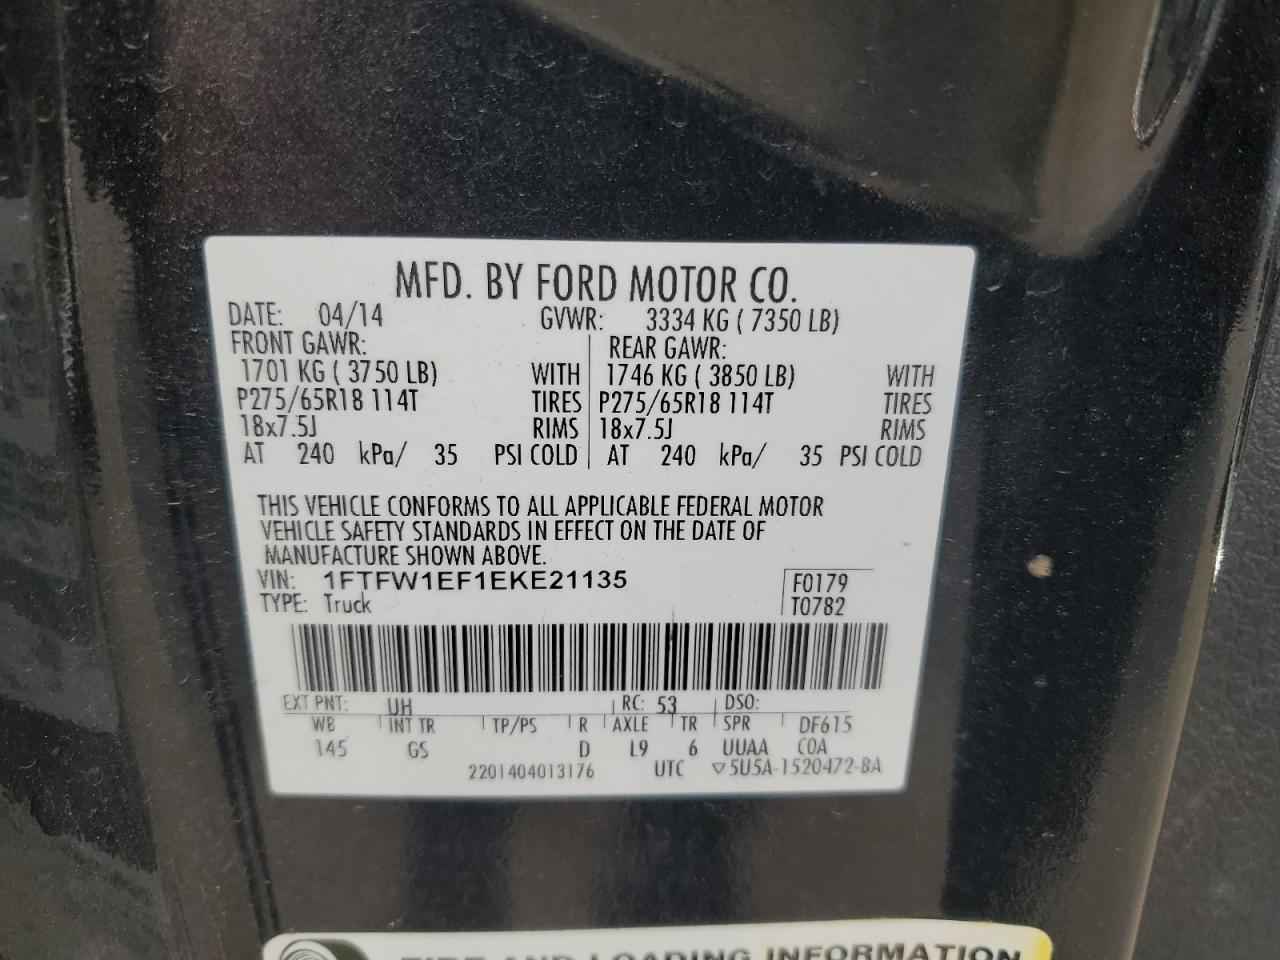 MFD. BY FORD MOTOR CO.
DATE: 04/14 GVWR: 3334 KG ( 7350 LB)
FRONT GAWR: REAR GAWR:
1701 KG ( 3750 LB) WITH 1746 KG ( 3850 LB) WITH
P275/65R18 114T TIRES P275/65R18 114T TIRES
18x7.5J RIMS 18x7.5J RIMS
AT 240 kPa/ 35 PSI COLD AT 240 kPa/ 35 PSI COLD
THIS VEHICLE CONFORMS TO ALL APPLICABLE FEDERAL MOTOR
VEHICLE SAFETY STANDARDS IN EFFECT ON THE DATE OF
MANUFACTURE SHOWN ABOVE.
VIN: 1FTFW1EF1EKE21135 F0179
TYPE: Truck T0782
EXT PNT: UH RC: 53 DSO:
WB INT TR TP/PS R AXLE TR SPR DF615
145 GS D L9 6 UUAA COA
2201404013176 UTC ▽5U5A-1520472-BA
TIRE AND LOADING INFORMATION